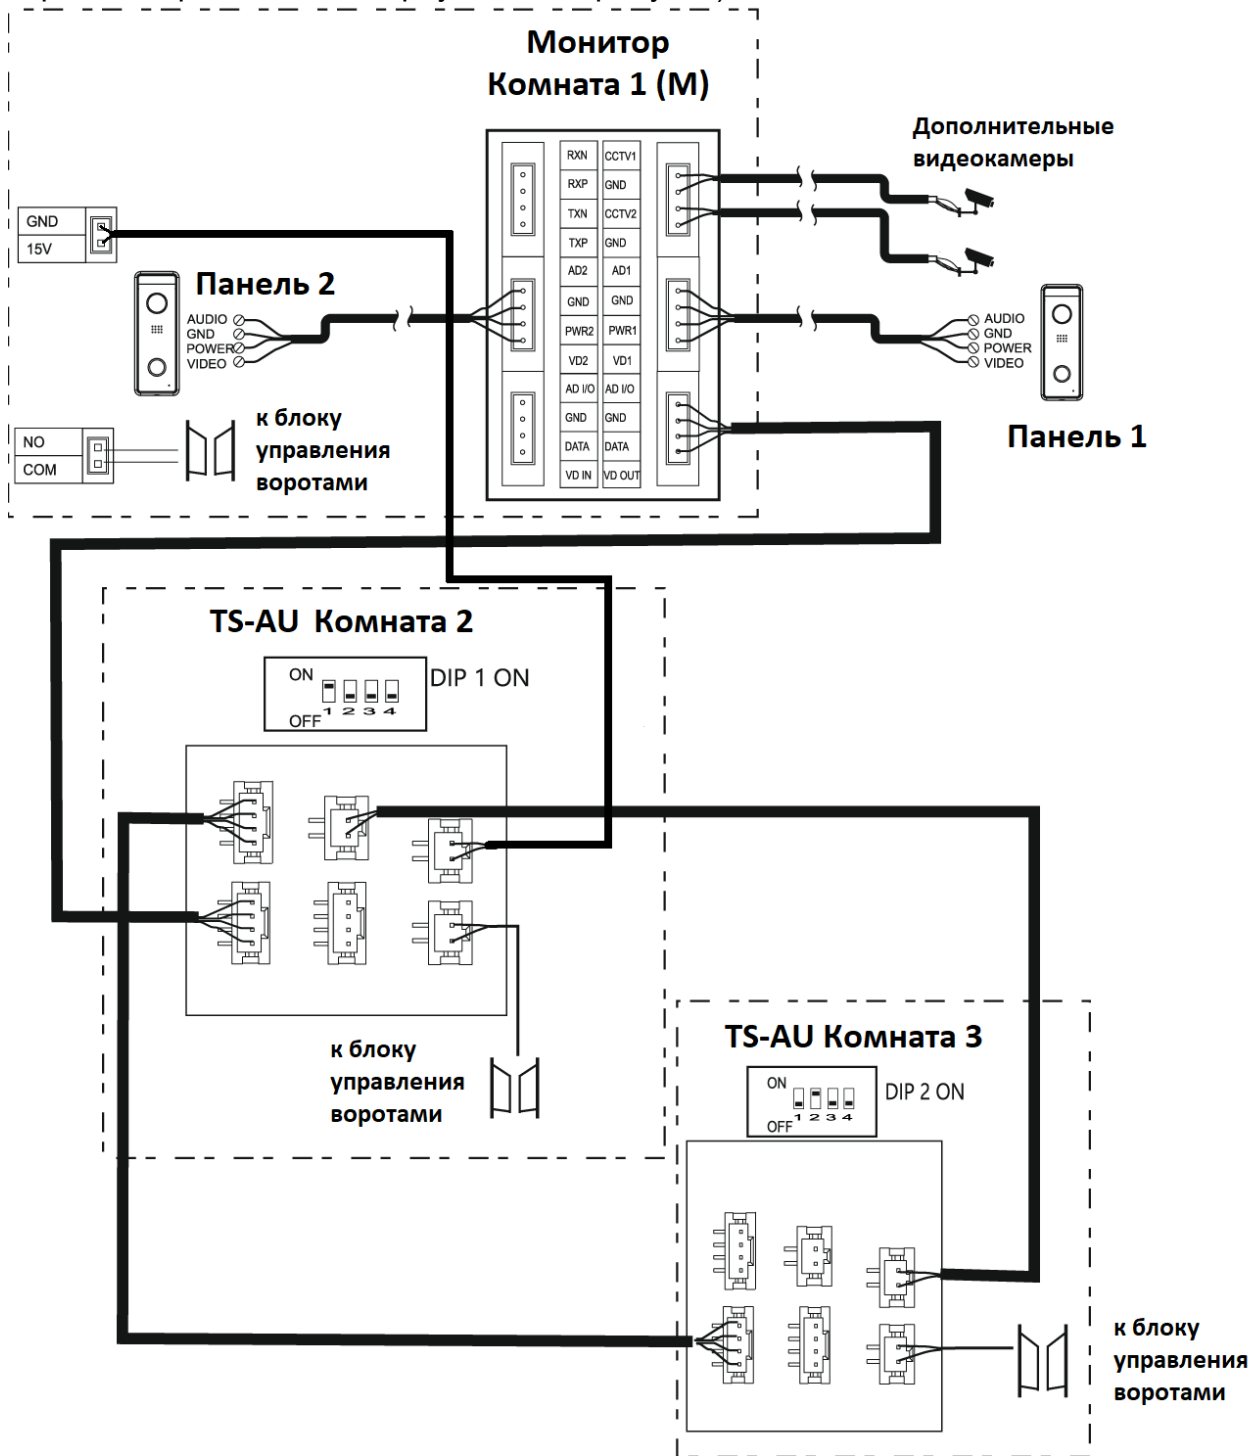 Монитор
Комната 1 (М)
Дополнительные
видеокамеры
RXN CCTV1
RXP GND
TXN CCTV2
TXP GND
AD2 AD1
GND GND
PWR2 PWR1
VD2 VD1
AD I/O AD I/O
GND GND
DATA DATA
VD IN VD OUT
GND
15V
Панель 2
AUDIO
GND
POWER
VIDEO
AUDIO
GND
POWER
VIDEO
Панель 1
NO
COM
к блоку
управления
воротами
TS-AU Комната 2
ON
OFF
1 2 3 4
DIP 1 ON
к блоку
управления
воротами
TS-AU Комната 3
ON
OFF
1 2 3 4
DIP 2 ON
к блоку
управления
воротами